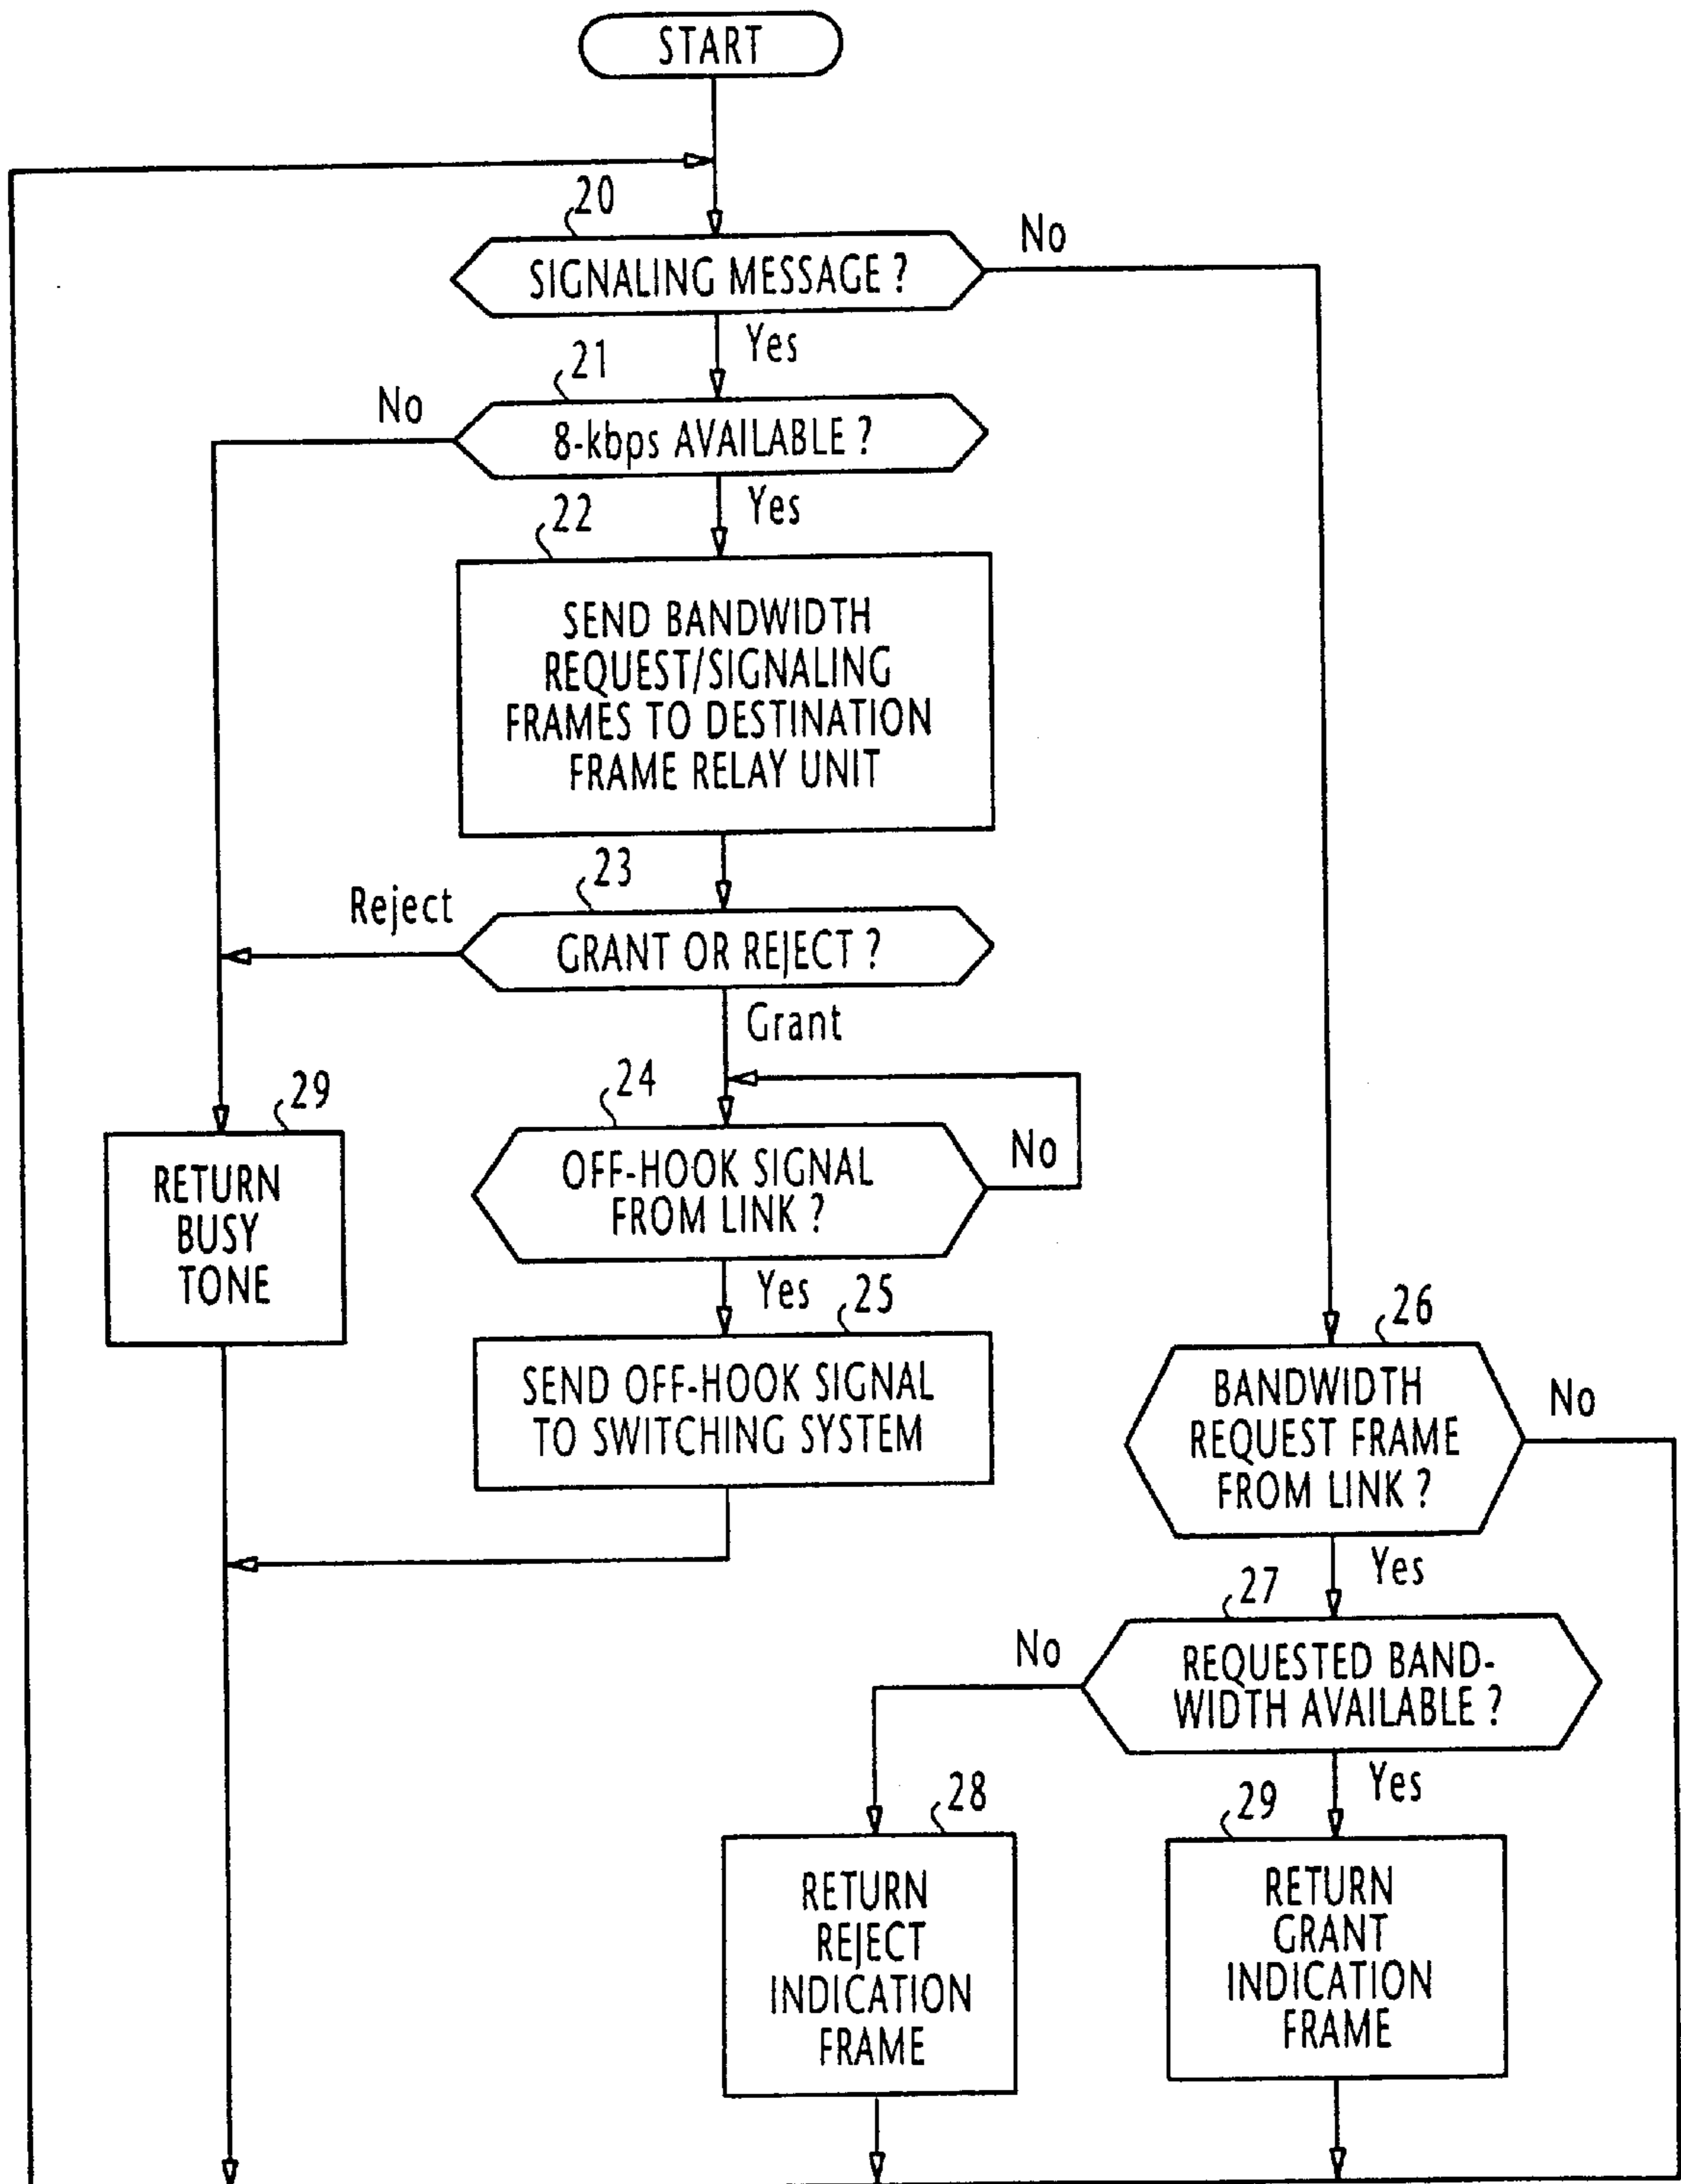 START
20
No
SIGNALING MESSAGE ?
Yes
21
No
8-kbps AVAILABLE ?
Yes
22
SEND BANDWIDTH
REQUEST/SIGNALING
FRAMES TO DESTINATION
FRAME RELAY UNIT
23
Reject
GRANT OR REJECT ?
Grant
24
OFF-HOOK SIGNAL
FROM LINK ?
No
29
RETURN
BUSY
TONE
Yes
25
SEND OFF-HOOK SIGNAL
TO SWITCHING SYSTEM
26
BANDWIDTH
REQUEST FRAME
FROM LINK ?
No
Yes
27
No
REQUESTED BAND-
WIDTH AVAILABLE ?
Yes
28
RETURN
REJECT
INDICATION
FRAME
29
RETURN
GRANT
INDICATION
FRAME